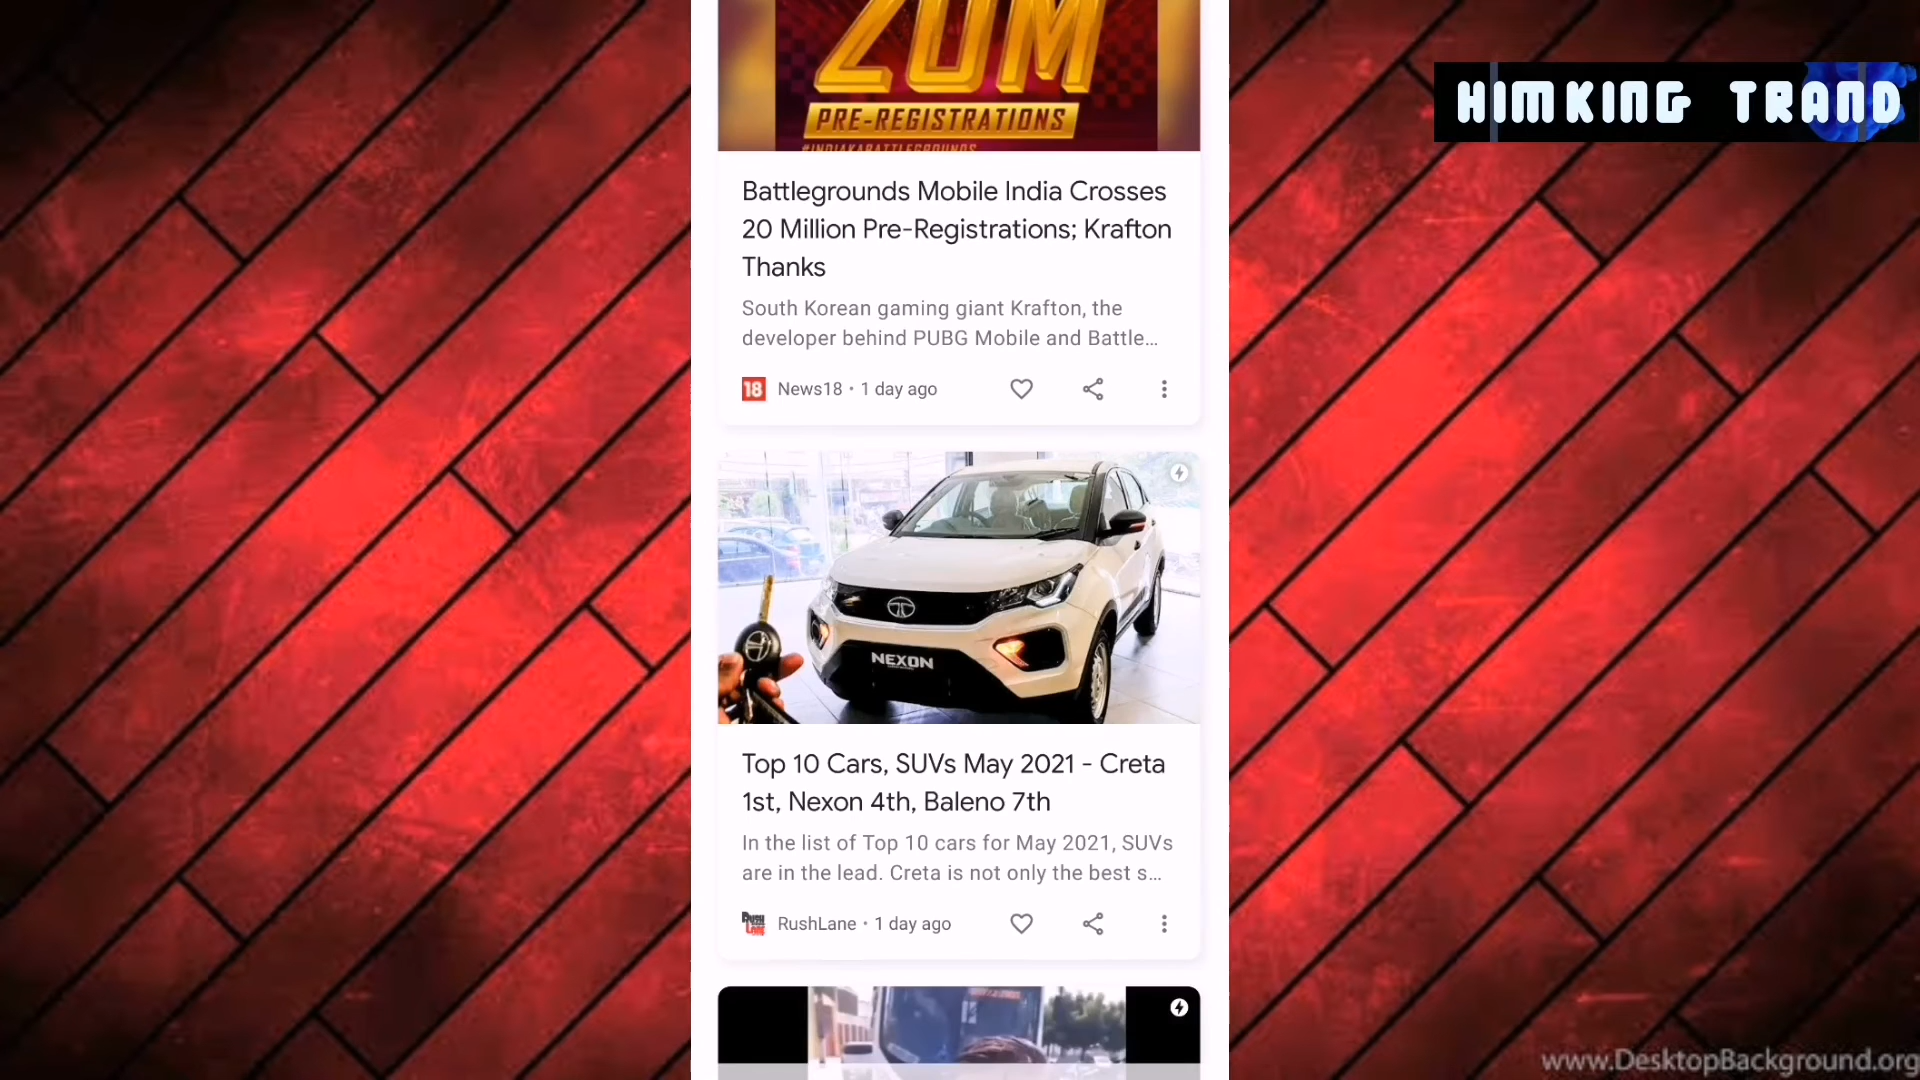 HIMKING TRAND
20M
PRE-REGISTRATIONS
#INDIAKABATTLEGROUNDS
Battlegrounds Mobile India Crosses
20 Million Pre-Registrations; Krafton
Thanks
South Korean gaming giant Krafton, the
developer behind PUBG Mobile and Battle...
18 News18 • 1 day ago
NEXON
Top 10 Cars, SUVs May 2021 - Creta
1st, Nexon 4th, Baleno 7th
In the list of Top 10 cars for May 2021, SUVs
are in the lead. Creta is not only the best s...
RUSH LANE RushLane • 1 day ago
www.DesktopBackground.org